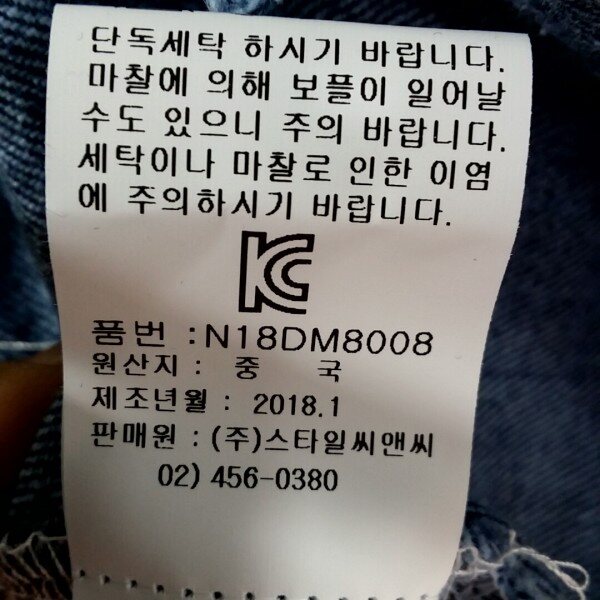 단독세탁 하시기 바랍니다.
마찰에 의해 보플이 일어날
수도 있으니 주의 바랍니다.
세탁이나 마찰로 인한 이염
에 주의하시기 바랍니다.
KC
품번 :N18DM8008
원산지 : 중 국
제조년월 : 2018.1
판매원 : (주)스타일씨앤씨
02) 456-0380